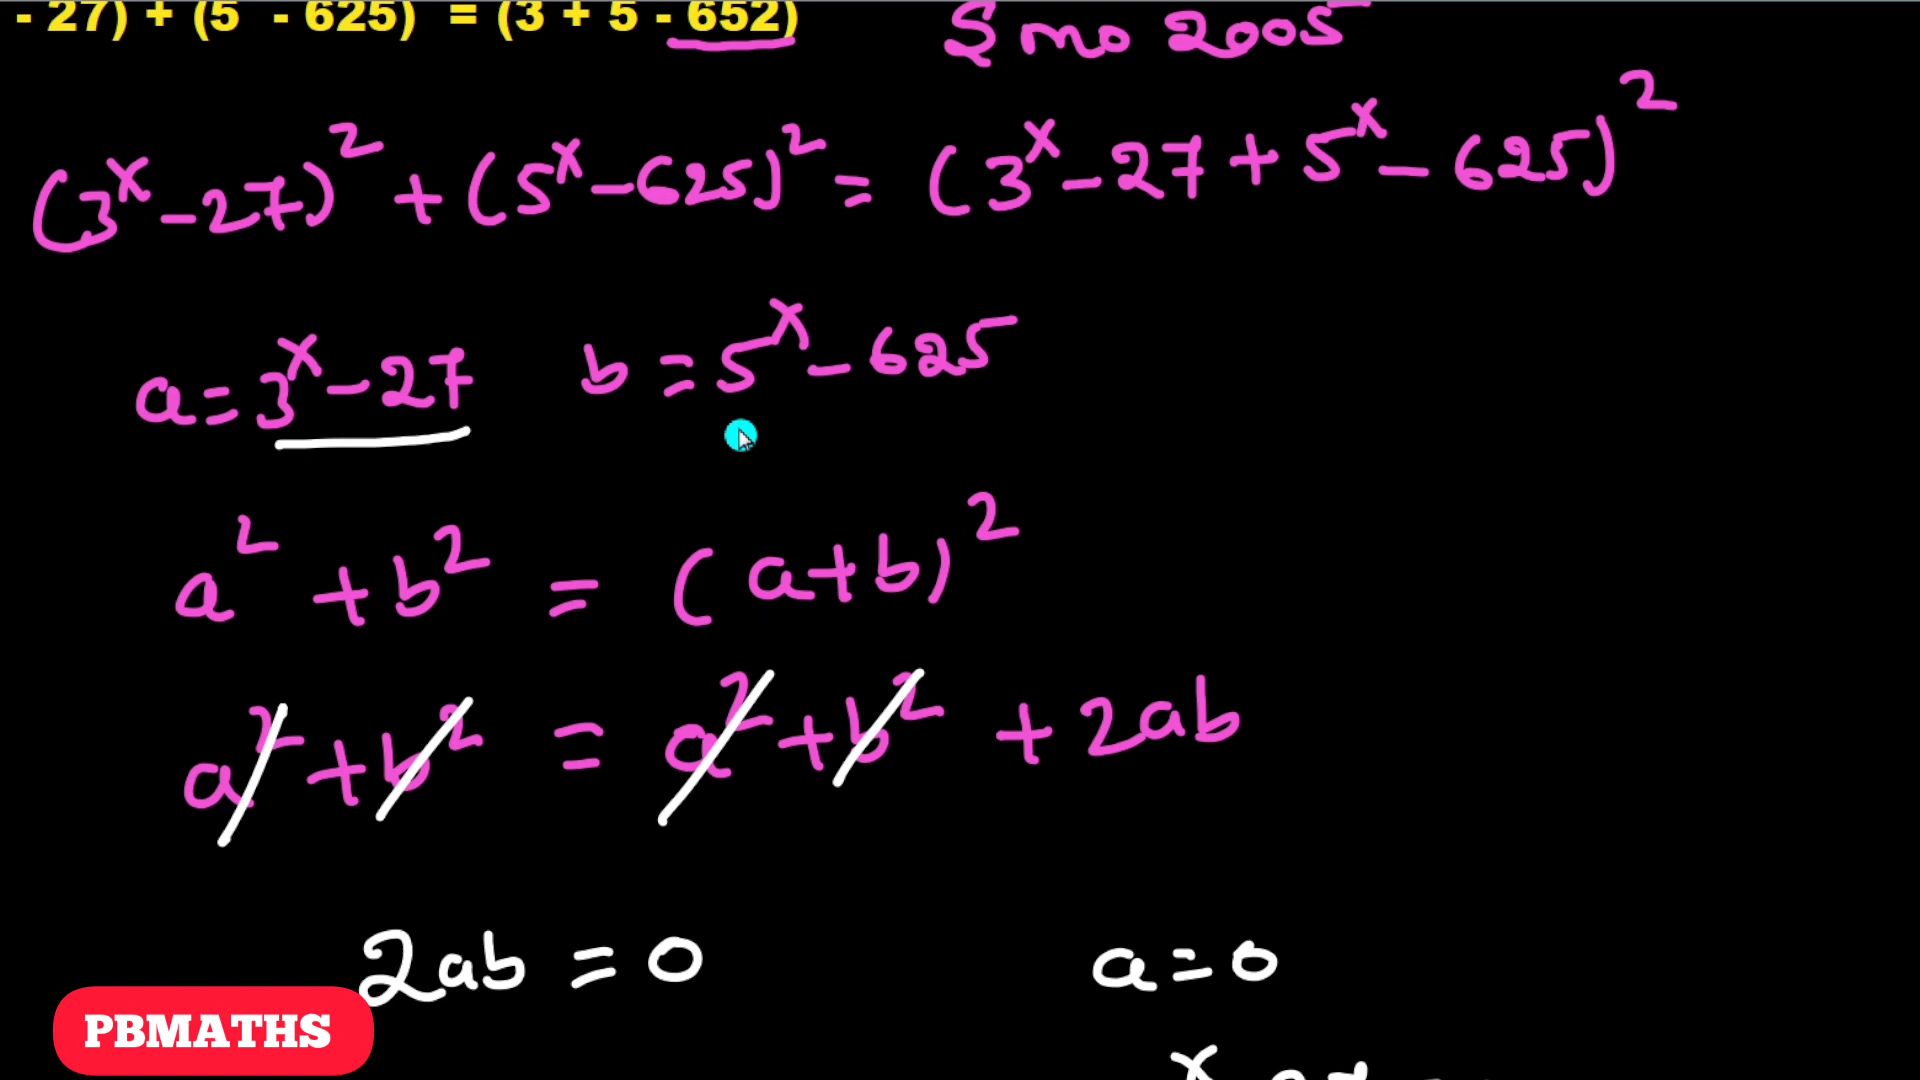 - 27) + (5 - 625) = (3 + 5 - 652)
SMO 2005
(3^x - 27)^2 + (5^x - 625)^2 = (3^x - 27 + 5^x - 625)^2
a = 3^x - 27 b = 5^x - 625
a^2 + b^2 = (a+b)^2
a^2 + b^2 = a^2 + b^2 + 2ab
2ab = 0 a = 0
PBMATHS